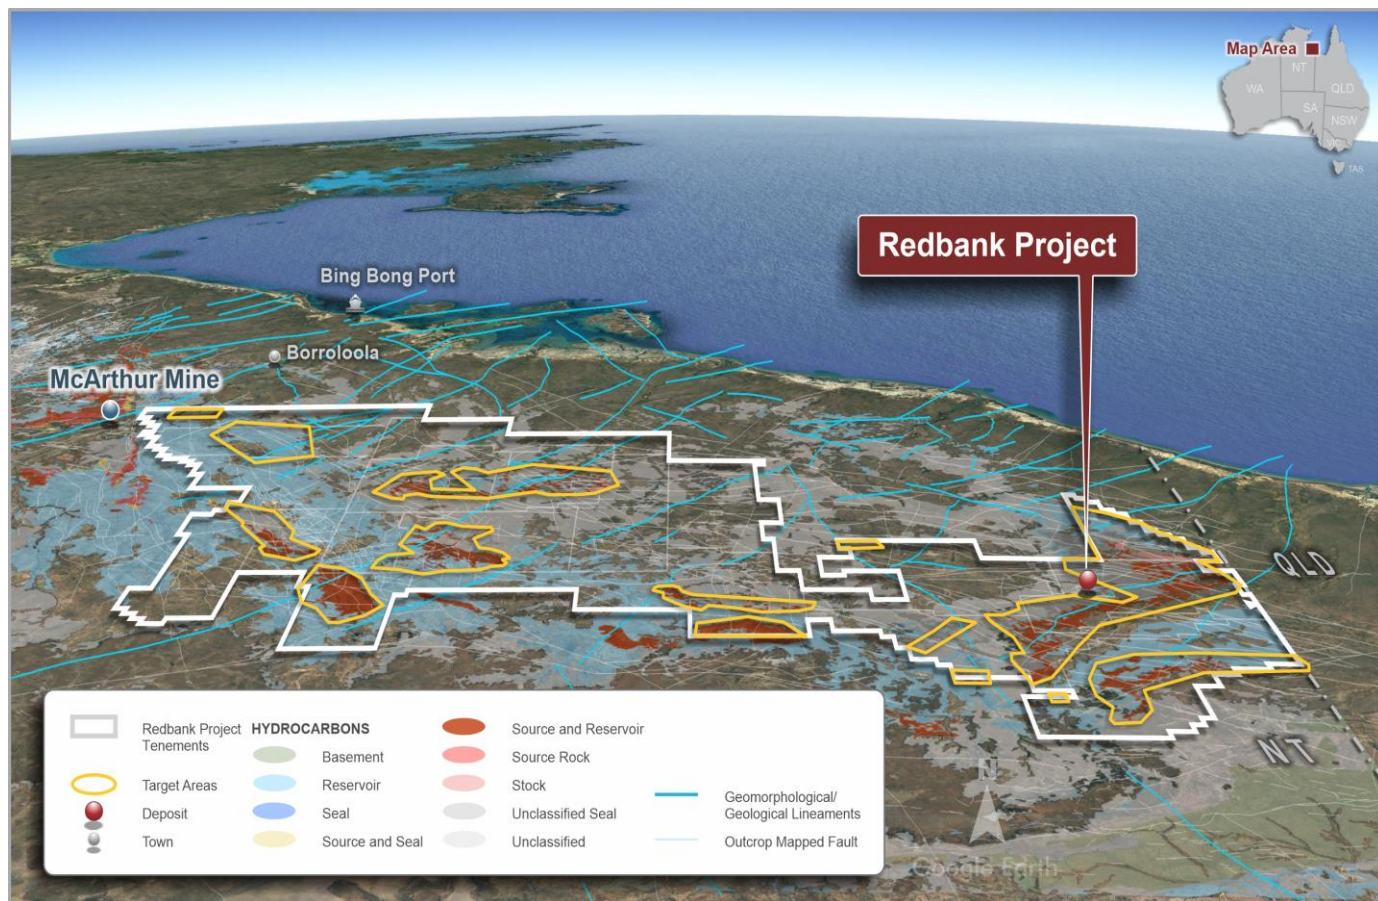 Map Area
NT
WA
QLD
SA
NSW
VIC
TAS
Redbank Project
Bing Bong Port
Borroloola
McArthur Mine
QLD
NT
N
Google Earth
Redbank Project
Tenements
Target Areas
Deposit
Town
HYDROCARBONS
Basement
Reservoir
Seal
Source and Seal
Source and Reservoir
Source Rock
Stock
Unclassified Seal
Unclassified
Geomorphological/
Geological Lineaments
Outcrop Mapped Fault